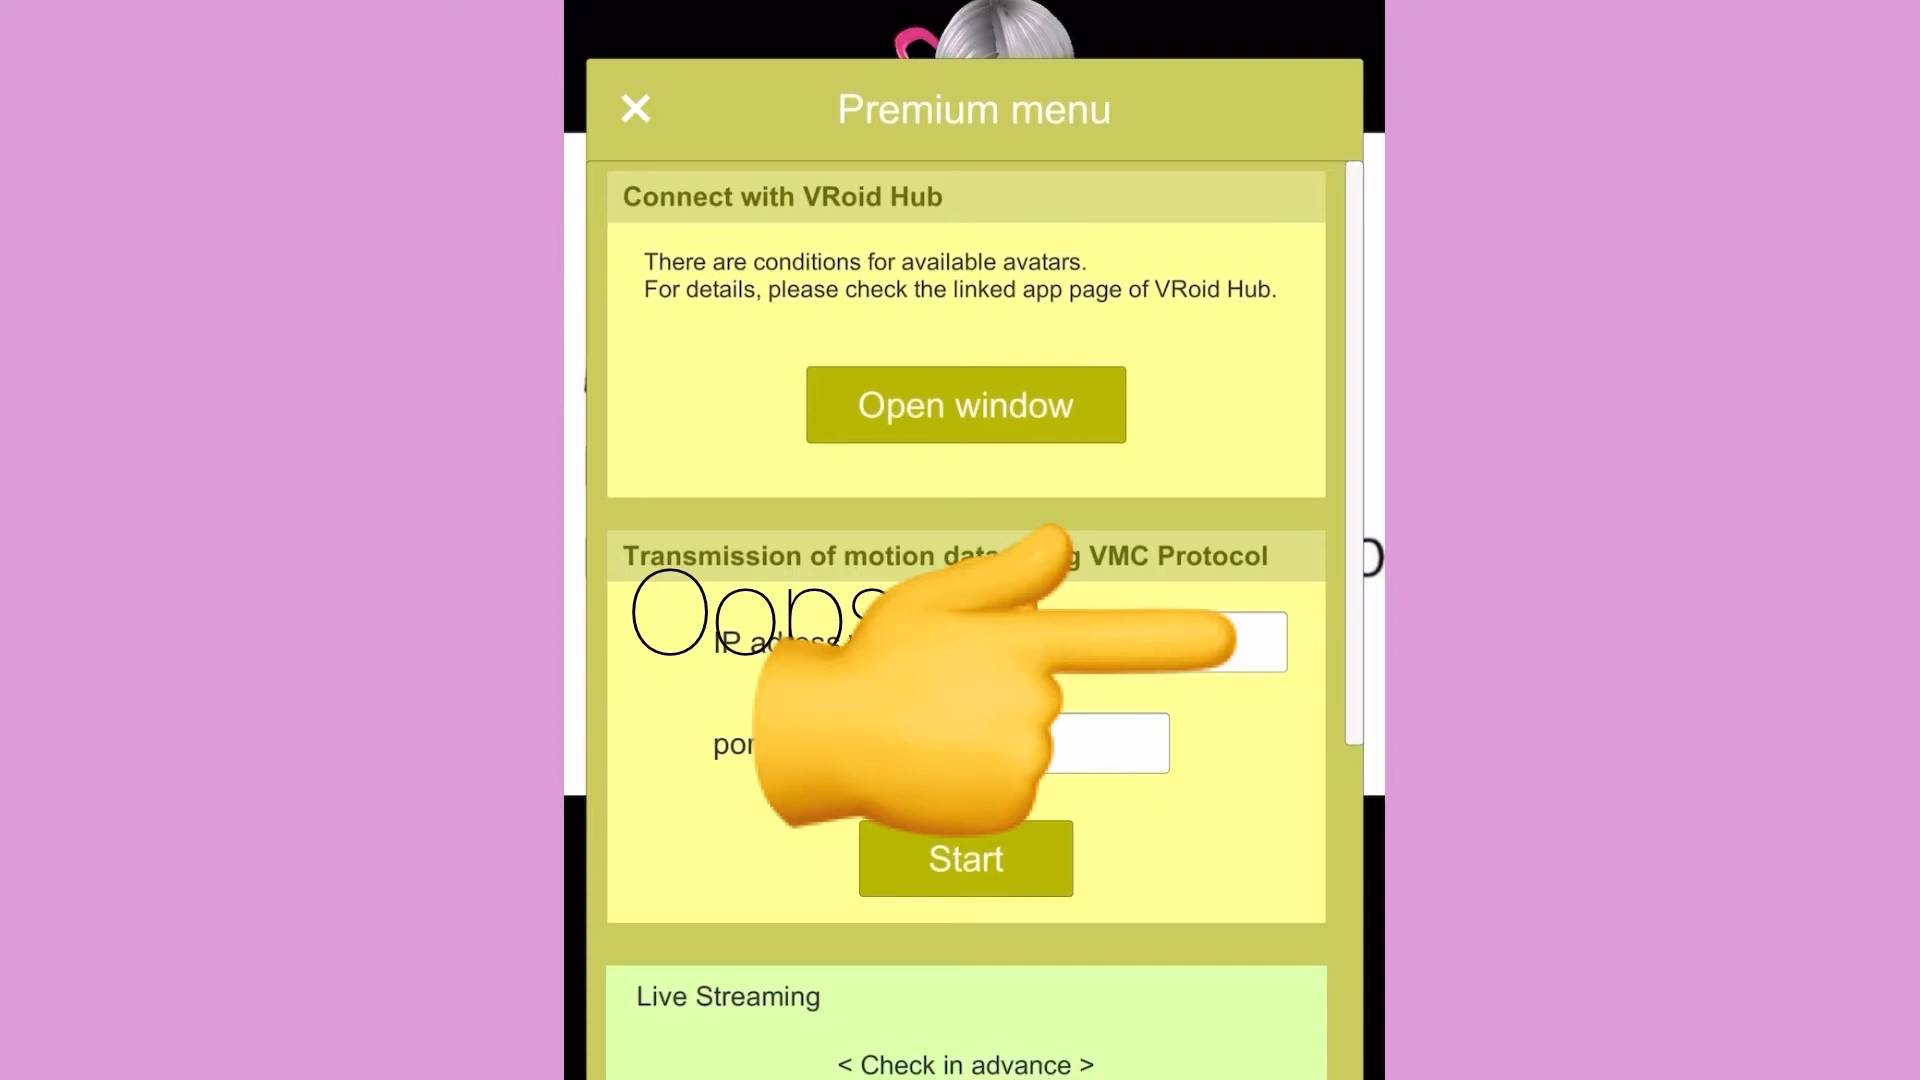 Premium menu
Connect with VRoid Hub
There are conditions for available avatars.
For details, please check the linked app page of VRoid Hub.
Open window
Transmission of motion data VMC Protocol
Oops
IP adress
Start
Live Streaming
< Check in advance >